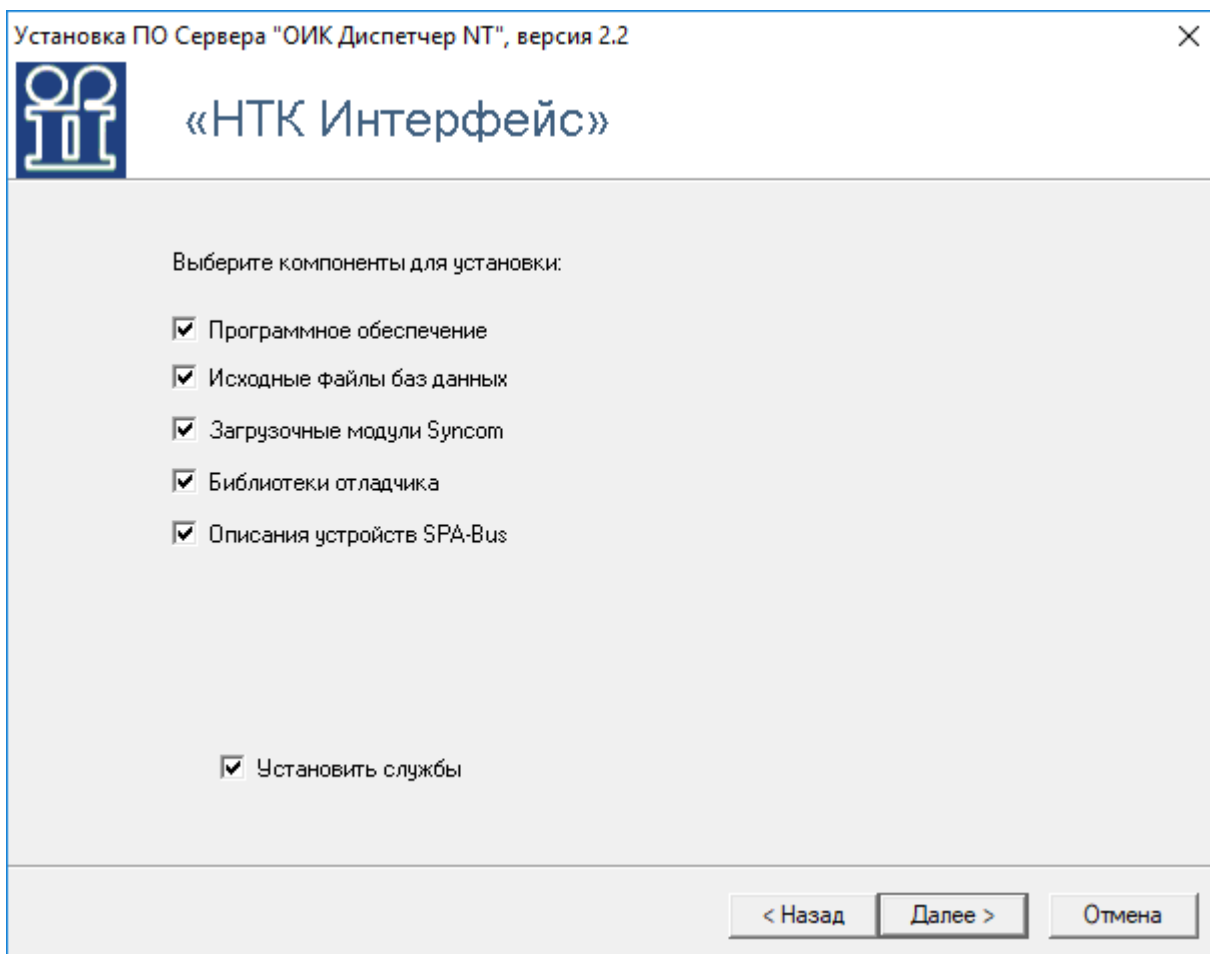 Установка ПО Сервера "ОИК Диспетчер NT", версия 2.2
«НТК Интерфейс»
Выберите компоненты для установки:
Программное обеспечение
Исходные файлы баз данных
Загрузочные модули Syncom
Библиотеки отладчика
Описания устройств SPA-Bus
Установить службы
< Назад
Далее >
Отмена